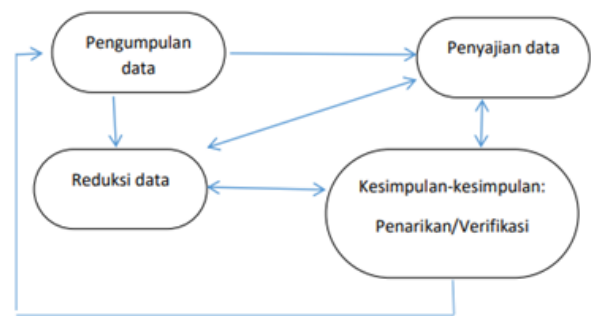 Pengumpulan
data
Penyajian data
Reduksi data
Kesimpulan-kesimpulan:
Penarikan/Verifikasi